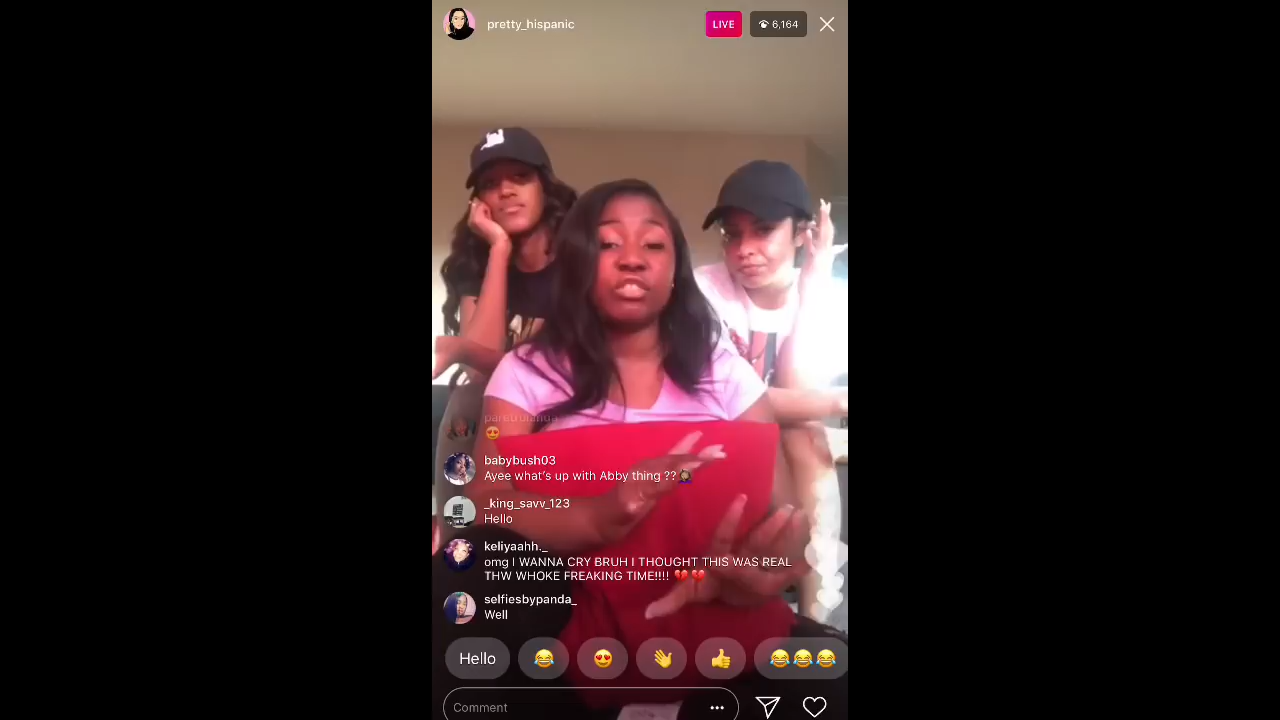 pretty_hispanic
LIVE
6,164
😍
babybush03
Ayee what's up with Abby thing ??🤦🏽‍♀️
_king_savv_123
Hello
keliyaahh._
omg I WANNA CRY BRUH I THOUGHT THIS WAS REAL
THW WHOKE FREAKING TIME!!!! 💔💔
selfiesbypanda_
Well
Hello 😂 😍 👋 👍 😂😂😂
Comment ...